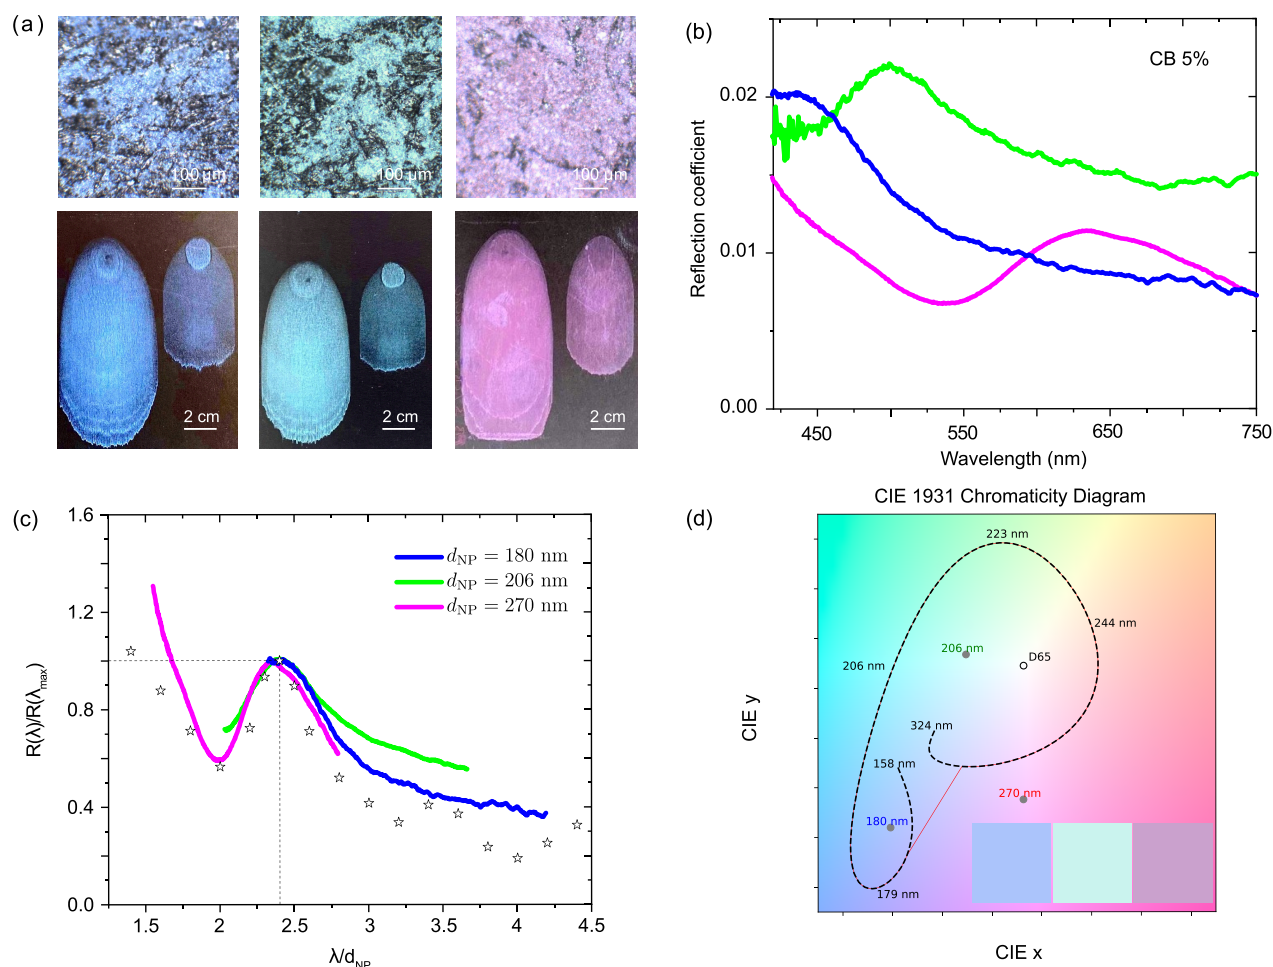 (a)
100 μm
100 μm
100 μm
2 cm
2 cm
2 cm
(b)
CB 5%
0.02
0.01
0.00
Reflection coefficient
450
550
650
750
Wavelength (nm)
(c)
1.6
1.2
0.8
0.4
0.0
R(λ)/R(λmax)
dNP = 180 nm
dNP = 206 nm
dNP = 270 nm
1.5
2
2.5
3.0
3.5
4
4.5
λ/dNP
CIE 1931 Chromaticity Diagram
(d)
223 nm
244 nm
206 nm
D65
206 nm
324 nm
158 nm
270 nm
180 nm
179 nm
CIE y
CIE x